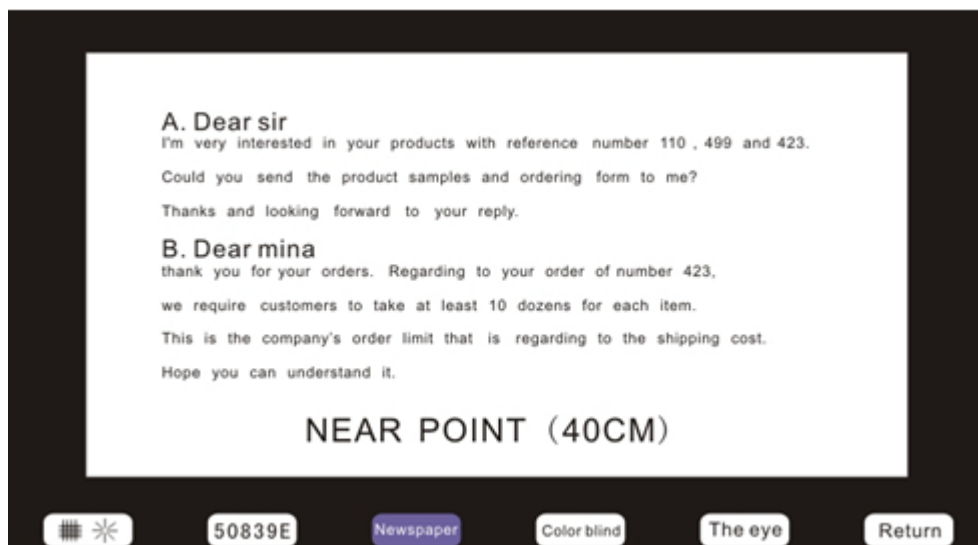 A. Dear sir
I'm very interested in your products with reference number 110 , 499 and 423.
Could you send the product samples and ordering form to me?
Thanks and looking forward to your reply.
B. Dear mina
thank you for your orders. Regarding to your order of number 423,
we require customers to take at least 10 dozens for each item.
This is the company's order limit that is regarding to the shipping cost.
Hope you can understand it.
NEAR POINT（40CM）
50839E Newspaper Color blind The eye Return